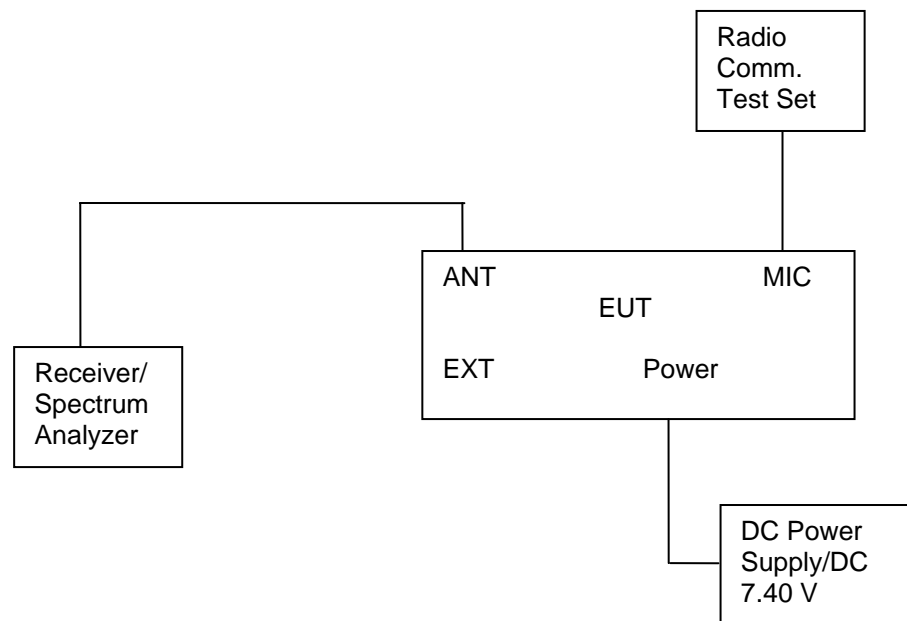 Radio
Comm.
Test Set
ANT
MIC
EUT
EXT
Power
Receiver/
Spectrum
Analyzer
DC Power
Supply/DC
7.40 V